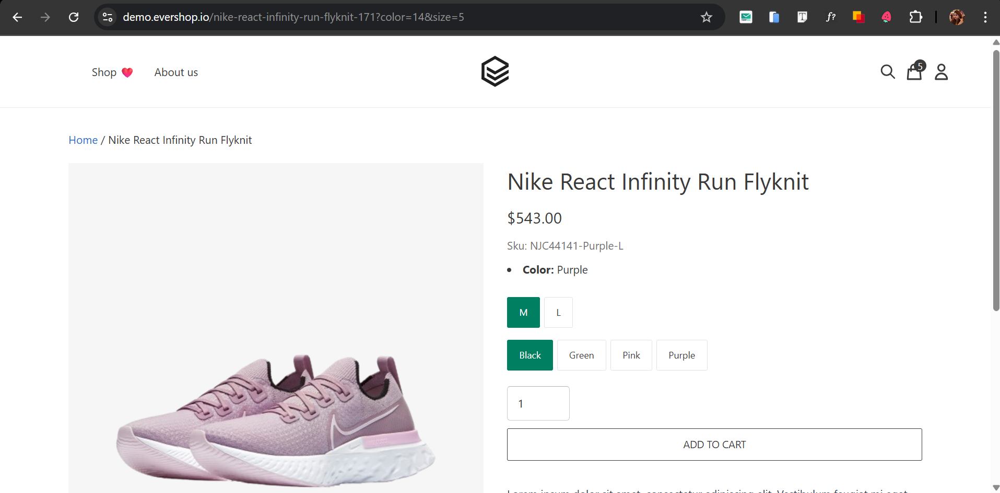 demo.evershop.io/nike-react-infinity-run-flyknit-171?color=14&size=5
Shop About us
5
Home / Nike React Infinity Run Flyknit
Nike React Infinity Run Flyknit
$543.00
Sku: NJC44141-Purple-L
Color: Purple
M L
Black Green Pink Purple
1
ADD TO CART